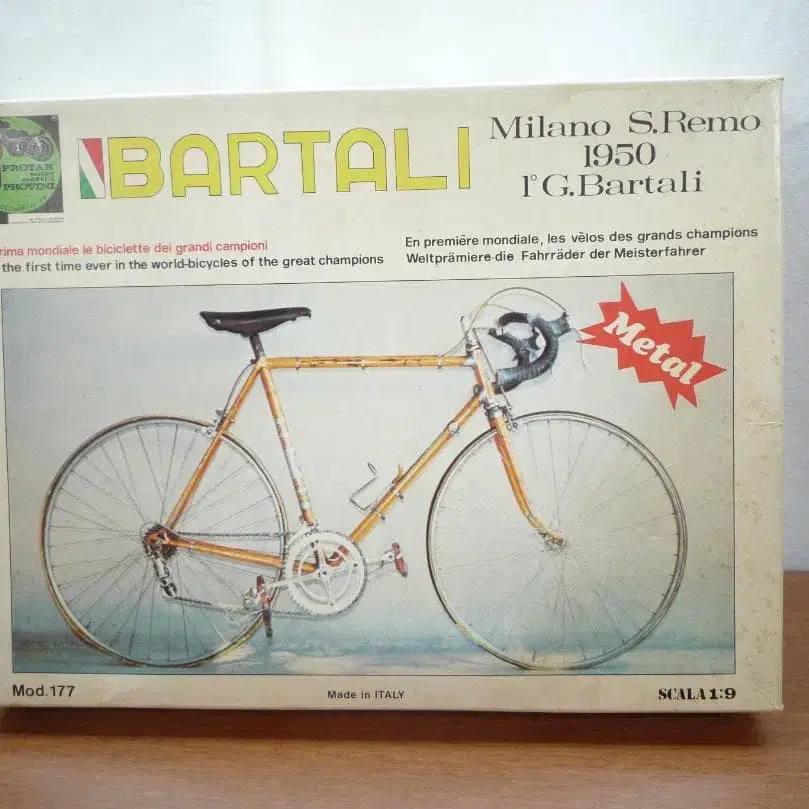 PROTAR
PROVINI
BARTALI
Milano S.Remo
1950
1° G.Bartali
rima mondiale le biciclette dei grandi campioni
the first time ever in the world-bicycles of the great champions
En première mondiale, les vèlos des grands champions
Weltprämiere-die Fahrräder der Meisterfahrer
Metal
Mod.177
Made in ITALY
SCALA 1:9